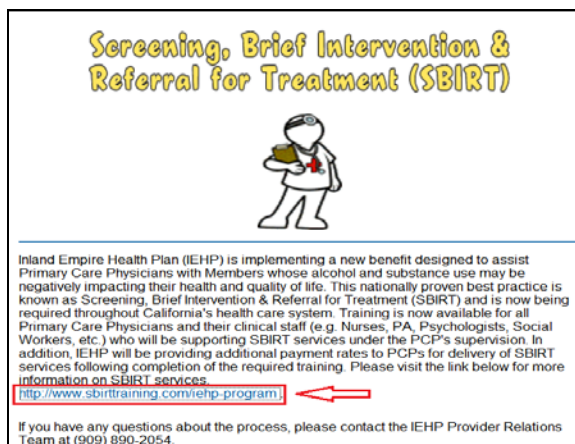 Screening, Brief Intervention &
Referral for Treatment (SBIRT)
Inland Empire Health Plan (IEHP) is implementing a new benefit designed to assist
Primary Care Physicians with Members whose alcohol and substance use may be
negatively impacting their health and quality of life. This nationally proven best practice is
known as Screening, Brief Intervention & Referral for Treatment (SBIRT) and is now being
required throughout California's health care system. Training is now available for all
Primary Care Physicians and their clinical staff (e.g. Nurses, PA, Psychologists, Social
Workers, etc.) who will be supporting SBIRT services under the PCP's supervision. In
addition, IEHP will be providing additional payment rates to PCPs for delivery of SBIRT
services following completion of the required training. Please visit the link below for more
information on SBIRT services.
http://www.sbirttraining.com/iehp-program.
If you have any questions about the process, please contact the IEHP Provider Relations
Team at (909) 890-2054.